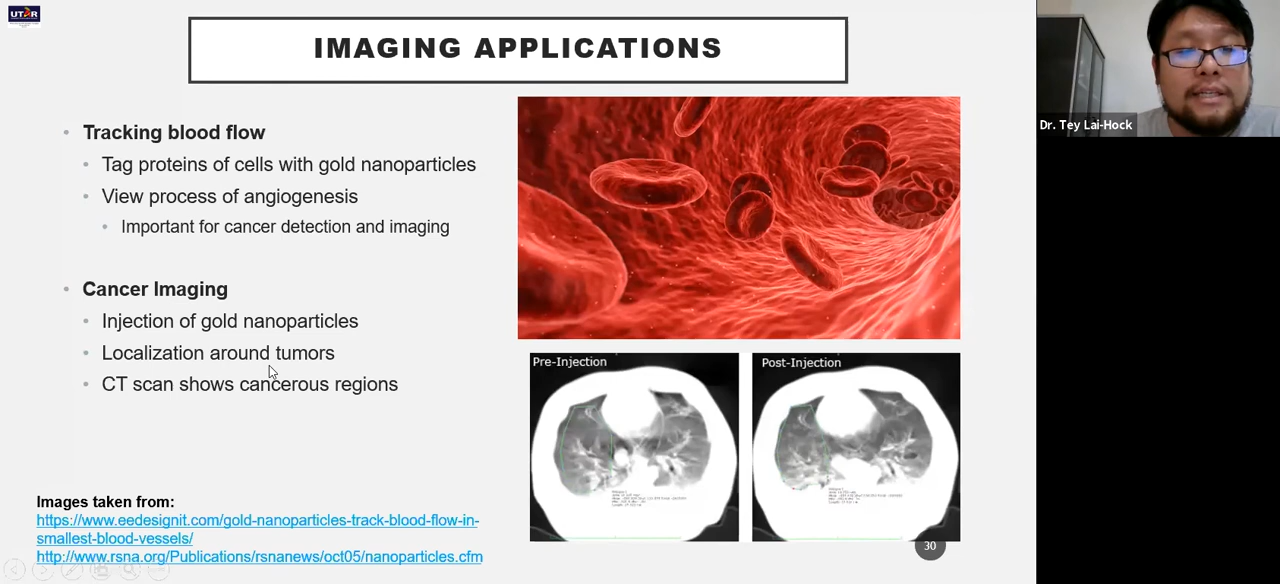 UTAR
IMAGING APPLICATIONS
Dr. Tey Lai-Hock
• Tracking blood flow
• Tag proteins of cells with gold nanoparticles
• View process of angiogenesis
• Important for cancer detection and imaging
• Cancer Imaging
• Injection of gold nanoparticles
• Localization around tumors
• CT scan shows cancerous regions
Pre-Injection
Post-Injection
Images taken from:
https://www.eedesignit.com/gold-nanoparticles-track-blood-flow-in-
smallest-blood-vessels/
http://www.rsna.org/Publications/rsnanews/oct05/nanoparticles.cfm
30